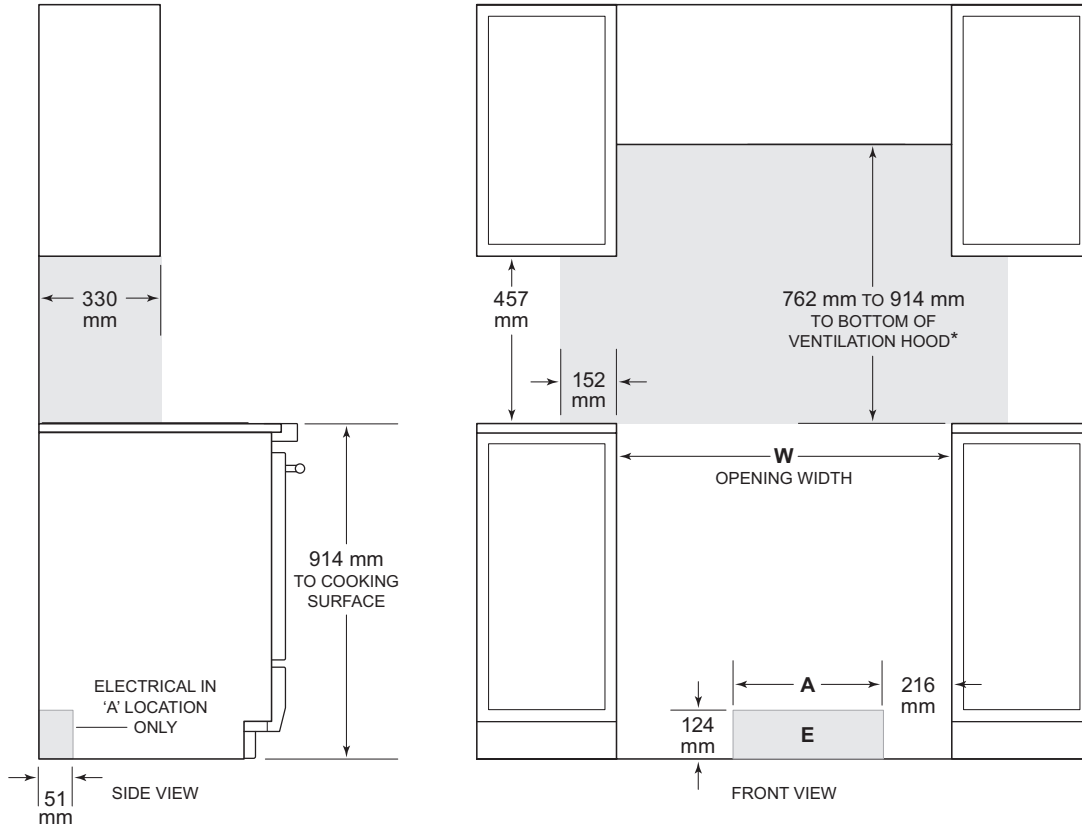 330
mm
914 mm
TO COOKING
SURFACE
ELECTRICAL IN
‘A’ LOCATION
ONLY
51
mm
SIDE VIEW
457
mm
762 mm TO 914 mm
TO BOTTOM OF
VENTILATION HOOD*
152
mm
W
OPENING WIDTH
A
216
mm
124
mm
E
FRONT VIEW